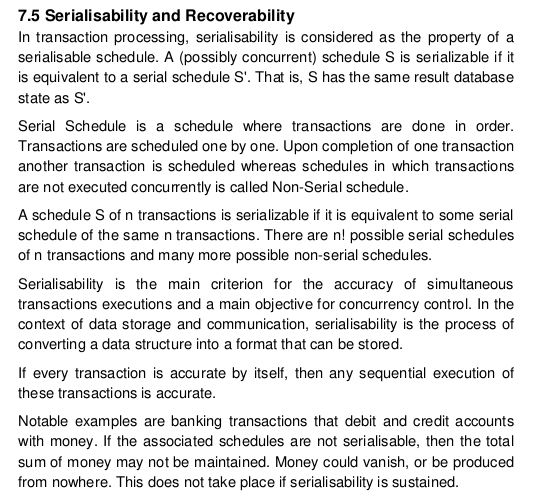 7.5 Serialisability and Recoverability
In transaction processing, serialisability is considered as the property of a
serialisable schedule. A (possibly concurrent) schedule S is serializable if it
is equivalent to a serial schedule S'. That is, S has the same result database
state as S'.
Serial Schedule is a schedule where transactions are done in order.
Transactions are scheduled one by one. Upon completion of one transaction
another transaction is scheduled whereas schedules in which transactions
are not executed concurrently is called Non-Serial schedule.
A schedule S of n transactions is serializable if it is equivalent to some serial
schedule of the same n transactions. There are n! possible serial schedules
of n transactions and many more possible non-serial schedules.
Serialisability is the main criterion for the accuracy of simultaneous
transactions executions and a main objective for concurrency control. In the
context of data storage and communication, serialisability is the process of
converting a data structure into a format that can be stored.
If every transaction is accurate by itself, then any sequential execution of
these transactions is accurate.
Notable examples are banking transactions that debit and credit accounts
with money. If the associated schedules are not serialisable, then the total
sum of money may not be maintained. Money could vanish, or be produced
from nowhere. This does not take place if serialisability is sustained.